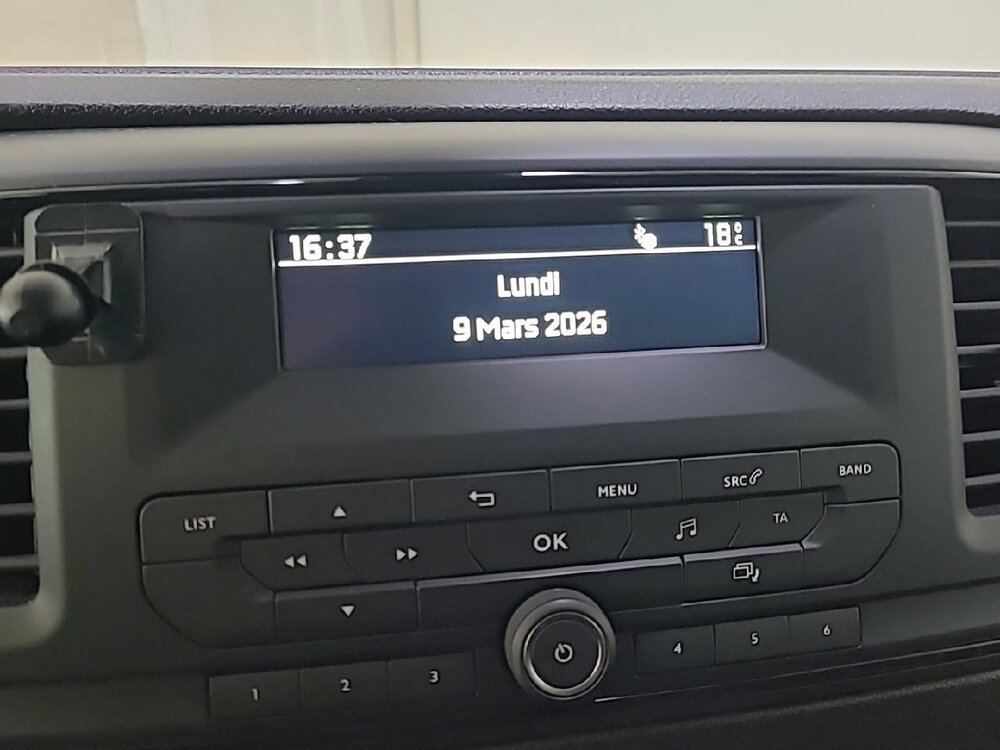 16:37 18°C
Lundi
9 Mars 2026
LIST MENU SRC BAND
OK TA
1 2 3 4 5 6